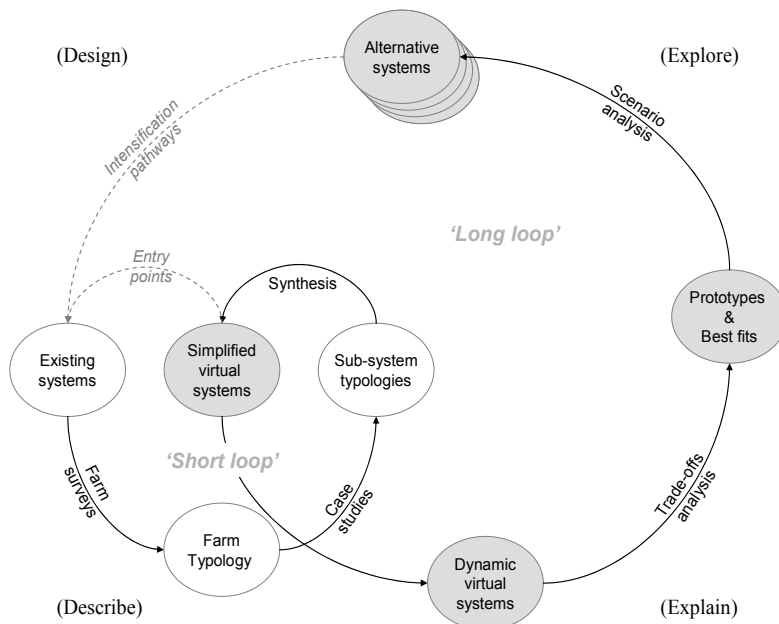 (Design)
Alternative
systems
(Explore)
Intensification
pathways
Scenario
analysis
‘Long loop’
Entry
points
Synthesis
Prototypes
&
Best fits
Existing
systems
Simplified
virtual
systems
Sub-system
typologies
‘Short loop’
Farm
surveys
Case
studies
Trade-offs
analysis
Farm
Typology
Dynamic
virtual
systems
(Describe)
(Explain)